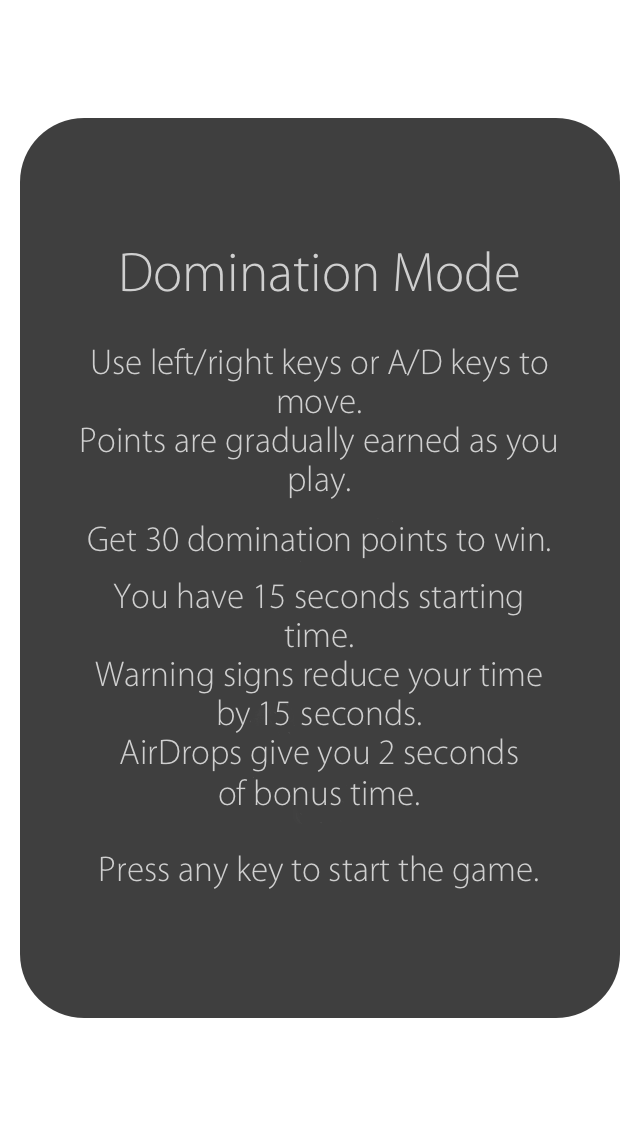 Domination Mode
Use left/right keys or A/D keys to
move.
Points are gradually earned as you
play.
Get 30 domination points to win.
You have 15 seconds starting
time.
Warning signs reduce your time
by 15 seconds.
AirDrops give you 2 seconds
of bonus time.
Press any key to start the game.